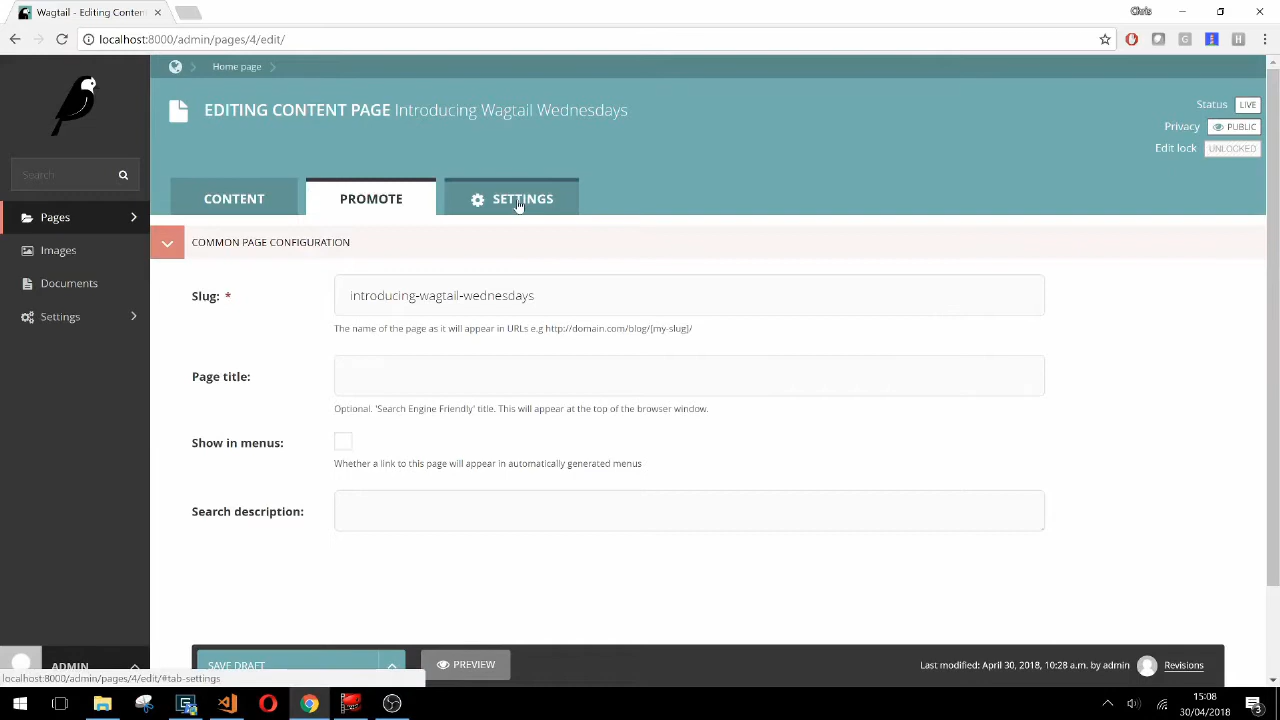 Wagtail - Editing Content
Chris
localhost:8000/admin/pages/4/edit/
Home page
EDITING CONTENT PAGE Introducing Wagtail Wednesdays
Status LIVE
Privacy PUBLIC
Edit lock UNLOCKED
Search
CONTENT
PROMOTE
SETTINGS
Pages
Images
Documents
Settings
COMMON PAGE CONFIGURATION
Slug: *
introducing-wagtail-wednesdays
The name of the page as it will appear in URLs e.g http://domain.com/blog/[my-slug]/
Page title:
Optional. 'Search Engine Friendly' title. This will appear at the top of the browser window.
Show in menus:
Whether a link to this page will appear in automatically generated menus
Search description:
ADMIN
SAVE DRAFT
PREVIEW
Last modified: April 30, 2018, 10:28 a.m. by admin
Revisions
localhost:8000/admin/pages/4/edit/#tab-settings
15:08
30/04/2018
3